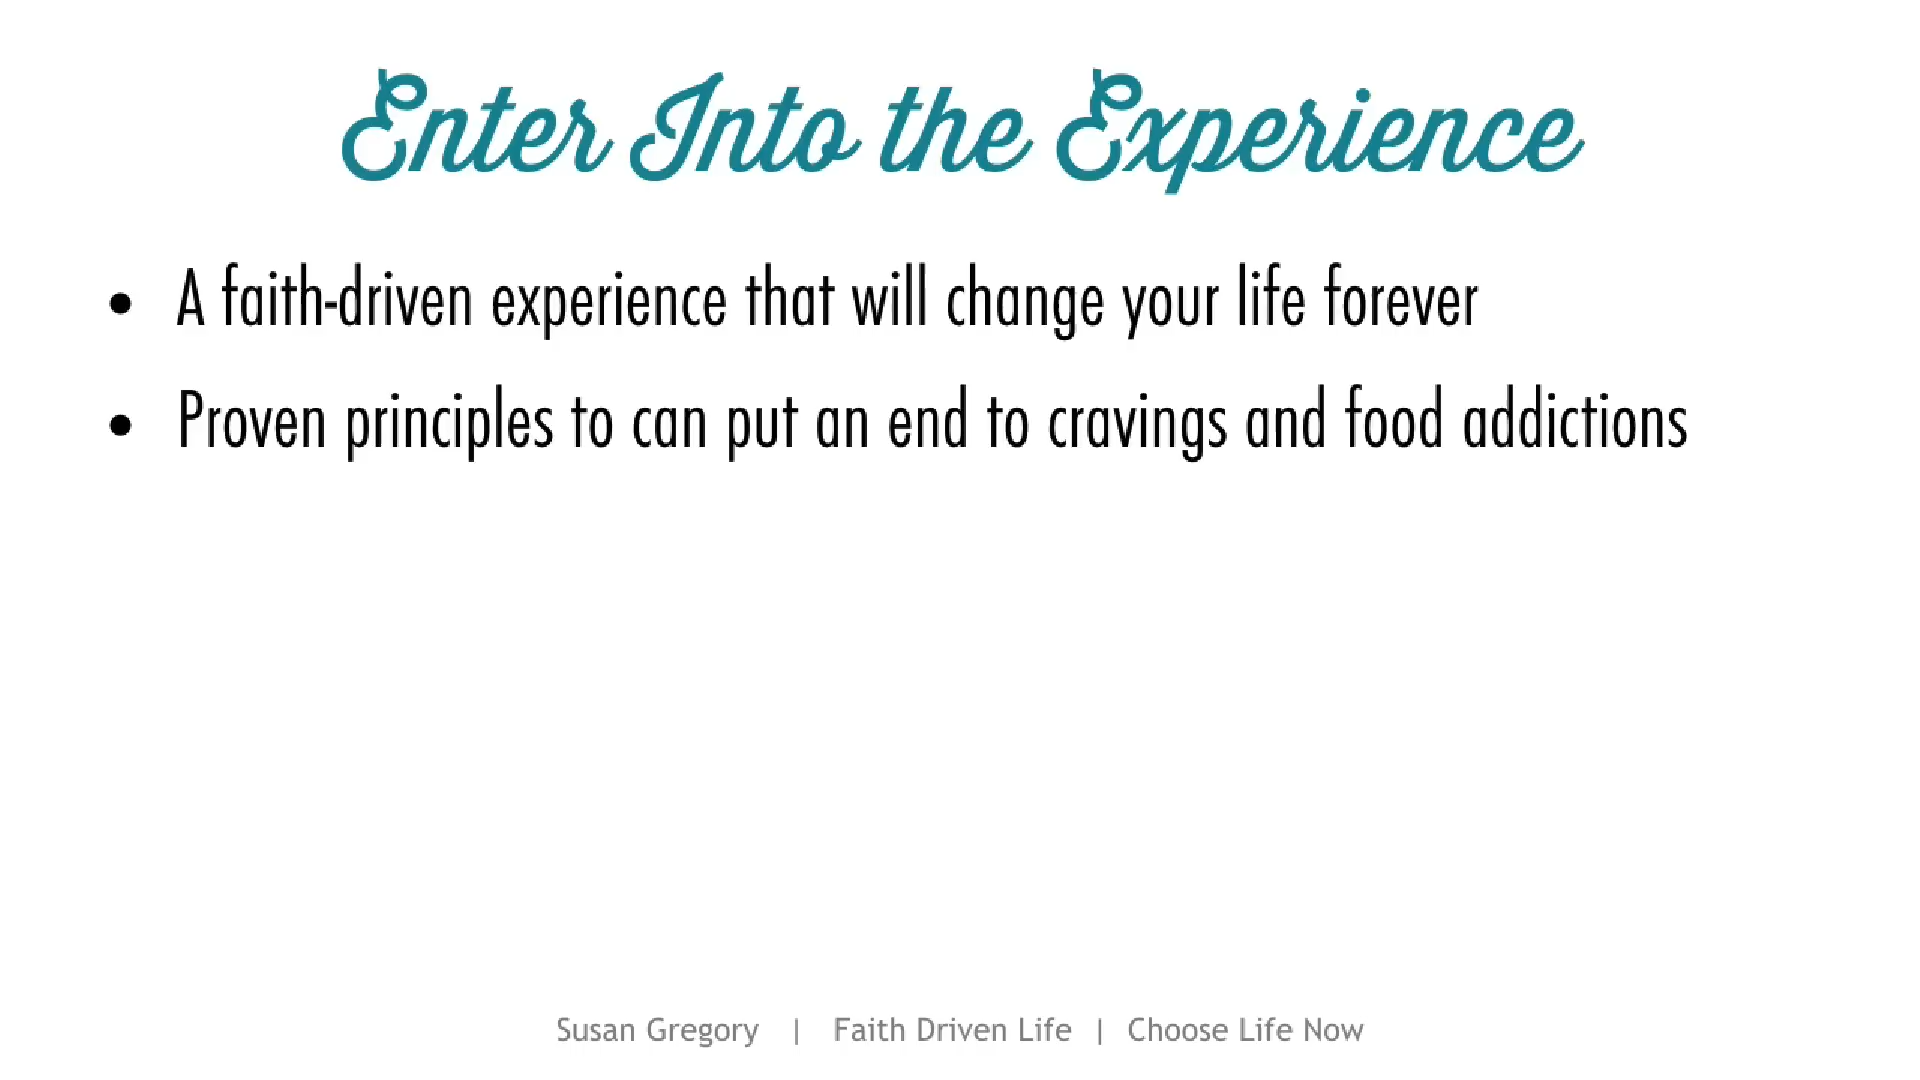 Enter Into the Experience
• A faith-driven experience that will change your life forever
• Proven principles to can put an end to cravings and food addictions
Susan Gregory | Faith Driven Life | Choose Life Now